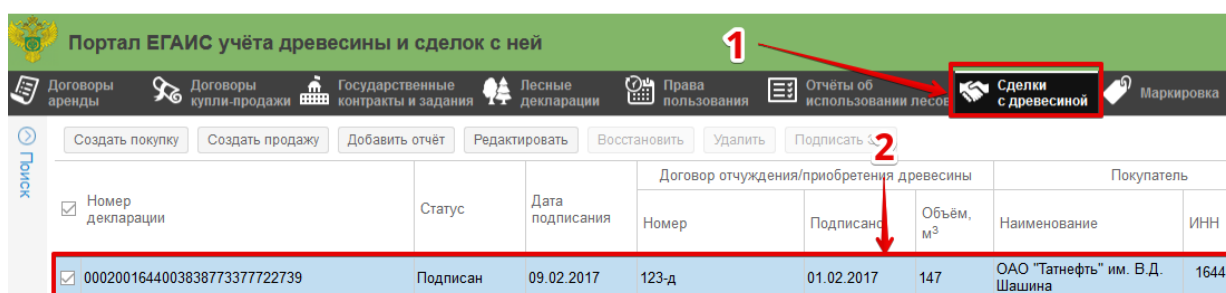 Портал ЕГАИС учёта древесины и сделок с ней
1
Договоры
аренды
Договоры
купли-продажи
Государственные
контракты и задания
Лесные
декларации
Права
пользования
Отчёты об
использовании лесов
Сделки
с древесиной
Маркировка
Поиск
Создать покупку
Создать продажу
Добавить отчёт
Редактировать
Восстановить
Удалить
Подписать
2
Договор отчуждения/приобретения древесины
Покупатель
Номер
декларации
Статус
Дата
подписания
Номер
Подписано
Объём,
м3
Наименование
ИНН
0002001644003838773377722739
Подписан
09.02.2017
123-д
01.02.2017
147
ОАО "Татнефть" им. В.Д.
Шашина
1644